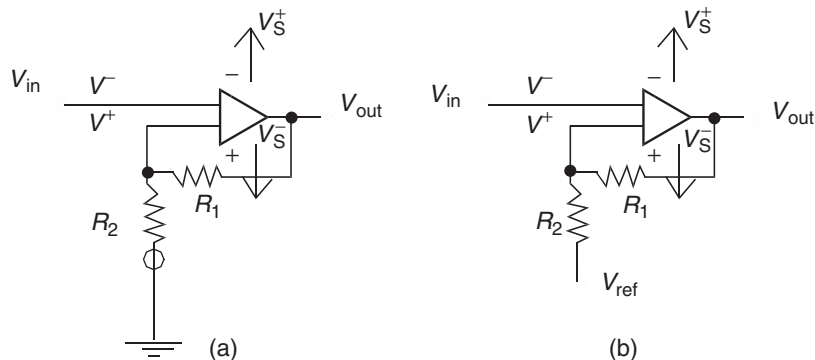 V_S^+
V_in
V^-
−
V^+
V_S^-
V_out
+
R_1
R_2
(a)
V_S^+
V_in
V^-
−
V^+
V_S^-
V_out
+
R_1
R_2
V_ref
(b)